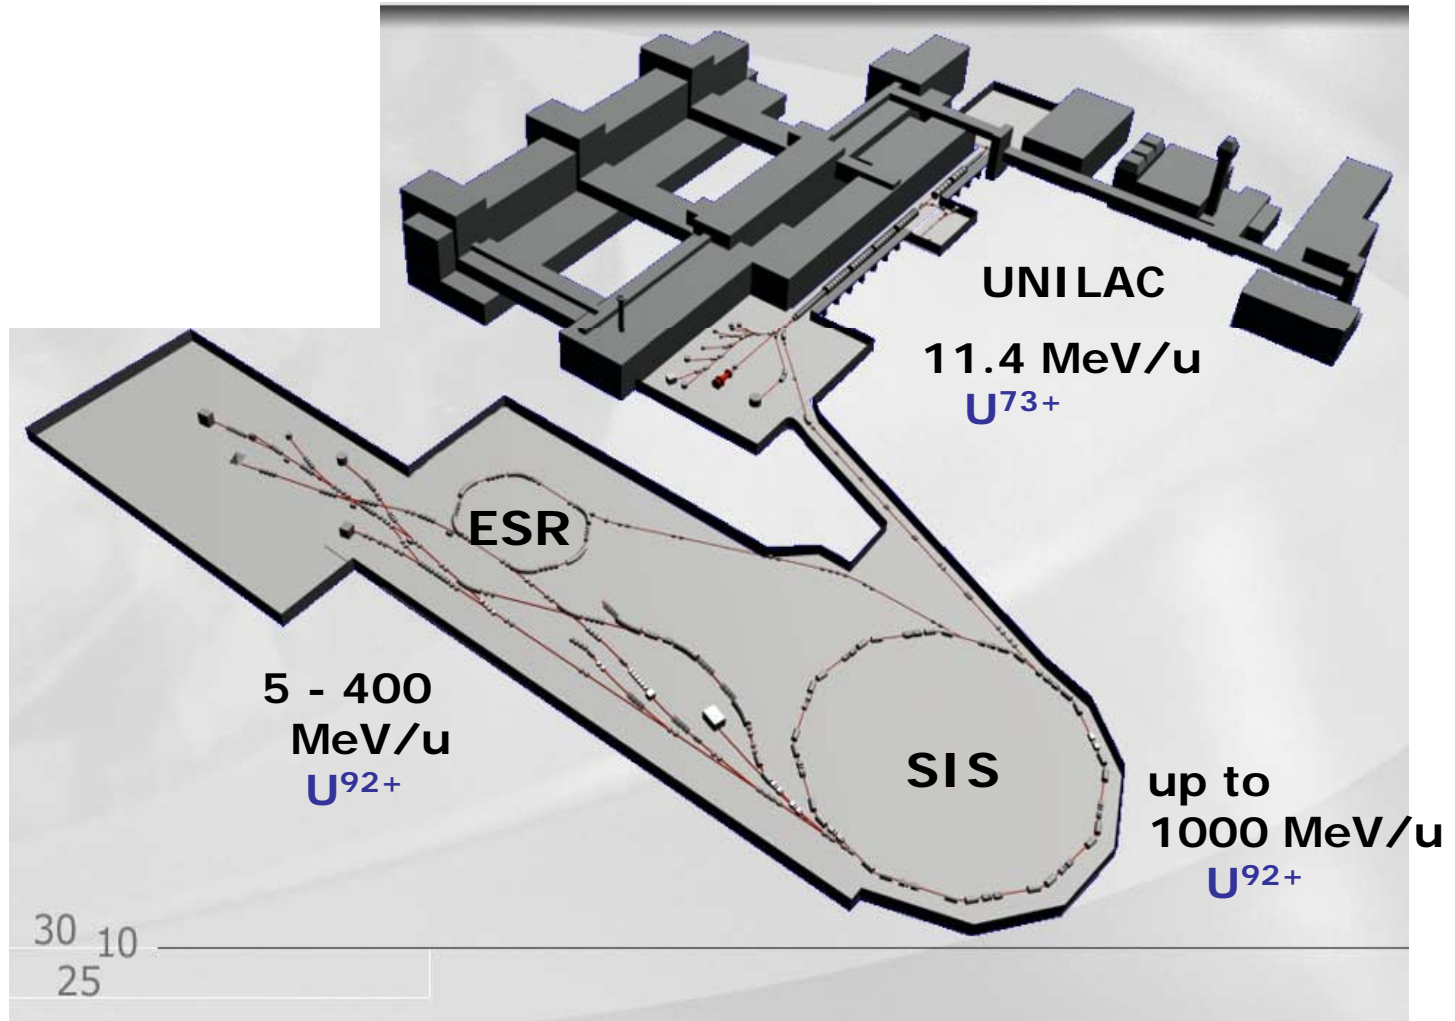 UNILAC
11.4 MeV/u
U73+
ESR
5 - 400
MeV/u
U92+
SIS
up to
1000 MeV/u
U92+
30
10
25